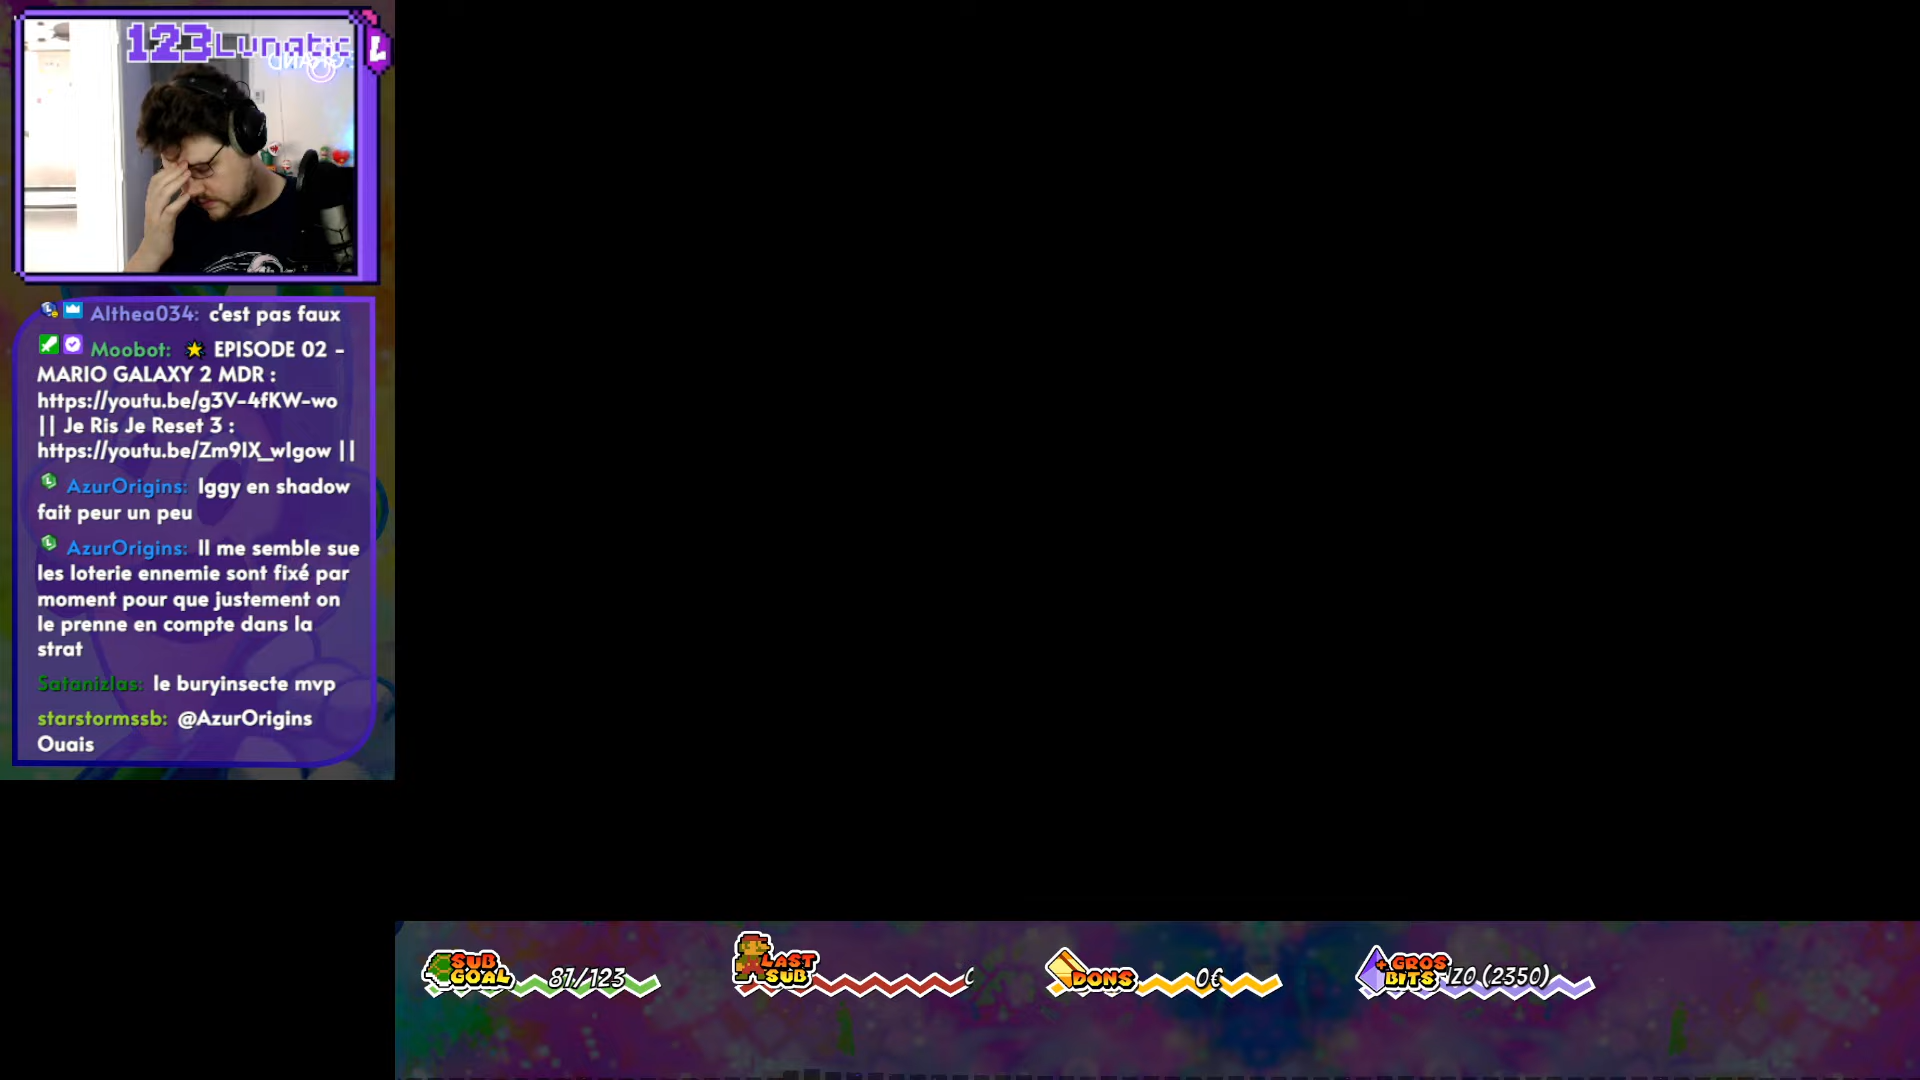 123Lunatic
Althea034: c'est pas faux
Moobot: EPISODE 02 -
MARIO GALAXY 2 MDR :
https://youtu.be/g3V-4fKW-wo
|| Je Ris Je Reset 3 :
https://youtu.be/Zm9IX_wIgow ||
AzurOrigins: Iggy en shadow
fait peur un peu
AzurOrigins: Il me semble sue
les loterie ennemie sont fixé par
moment pour que justement on
le prenne en compte dans la
strat
Satanizlas: le buryinsecte mvp
starstormssb: @AzurOrigins
Ouais
SUB GOAL 81/123
LAST SUB
DONS 0€
+ GROS BITS (2350)